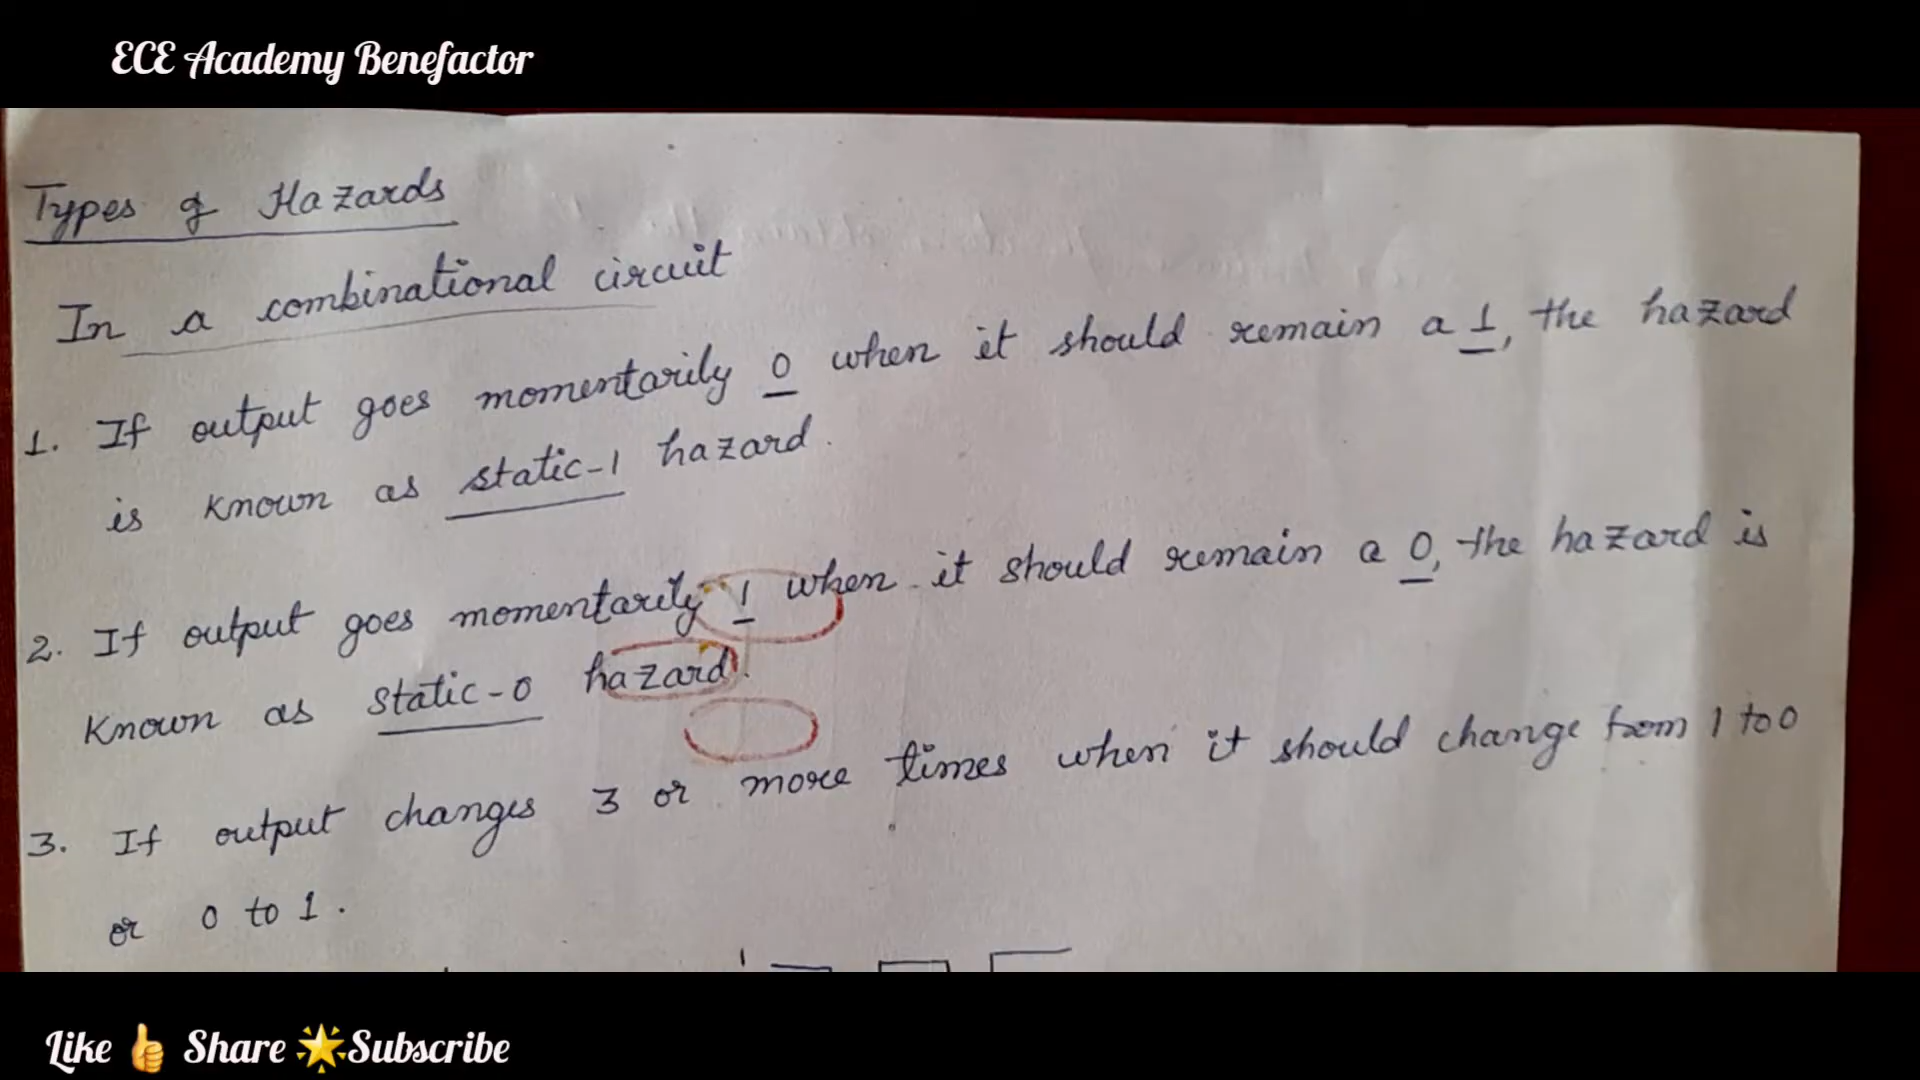 ECE Academy Benefactor
Types of Hazards
In a combinational circuit
1. If output goes momentarily 0 when it should remain a 1, the hazard
is known as static-1 hazard.
2. If output goes momentarily 1 when it should remain a 0, the hazard is
known as static-0 hazard.
3. If output changes 3 or more times when it should change from 1 to 0
or 0 to 1.
1
Like 👍 Share 🌟Subscribe